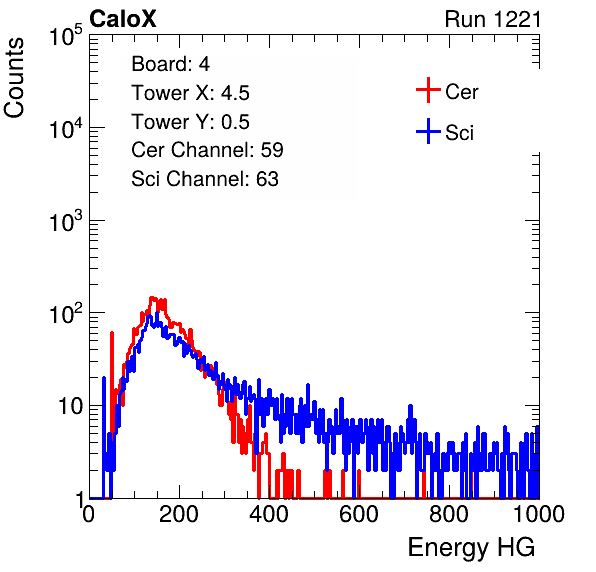 CaloX Run 1221
Counts
10^5
10^4
10^3
10^2
10
1
Board: 4
Tower X: 4.5
Tower Y: 0.5
Cer Channel: 59
Sci Channel: 63
Cer
Sci
0 200 400 600 800 1000
Energy HG